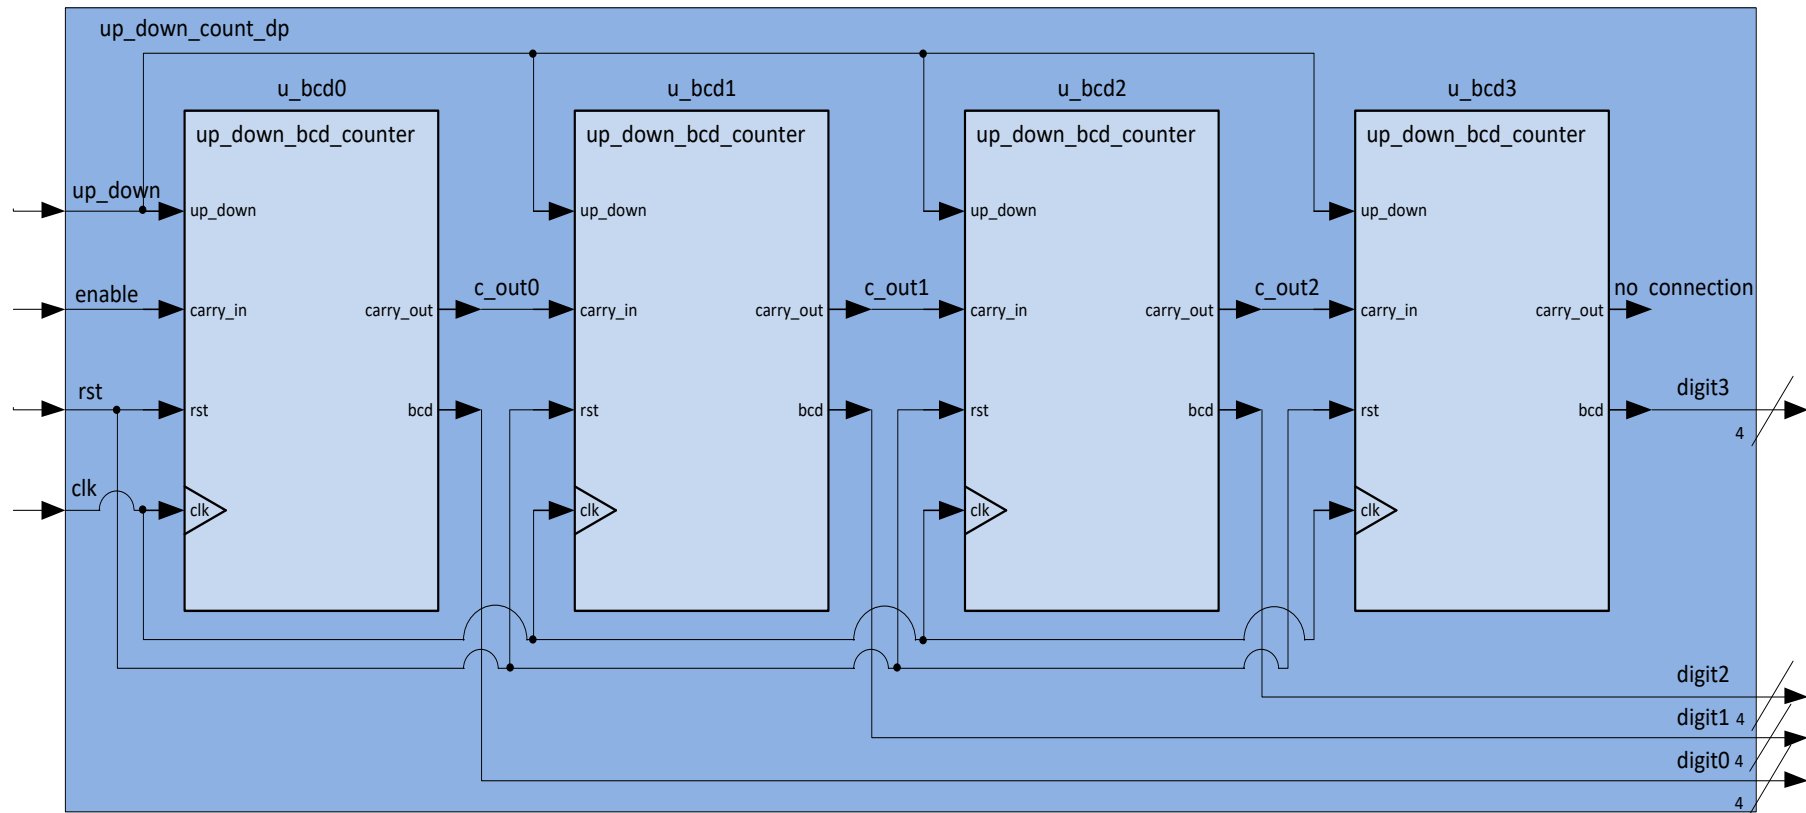 up_down_count_dp
u_bcd0
u_bcd1
u_bcd2
u_bcd3
up_down_bcd_counter
up_down_bcd_counter
up_down_bcd_counter
up_down_bcd_counter
up_down
up_down
up_down
up_down
up_down
enable
carry_in
carry_out
c_out0
carry_in
carry_out
c_out1
carry_in
carry_out
c_out2
carry_in
carry_out
no connection
rst
rst
bcd
rst
bcd
rst
bcd
rst
bcd
digit3
4
clk
clk
clk
clk
clk
digit2
4
digit1
4
digit0
4